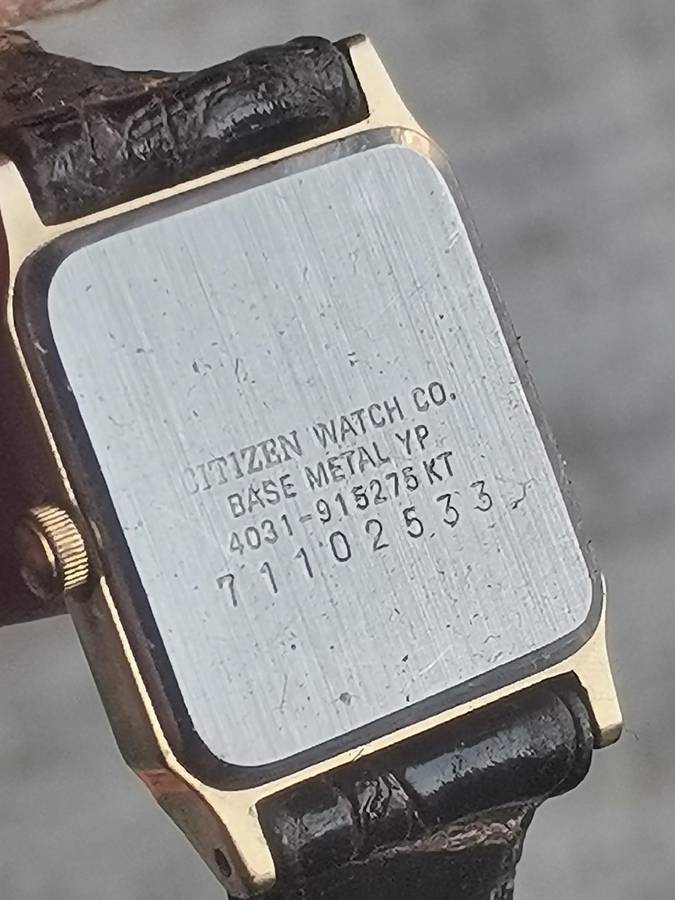 CITIZEN WATCH CO.
BASE METAL YP
4031-915275 KT
71102533